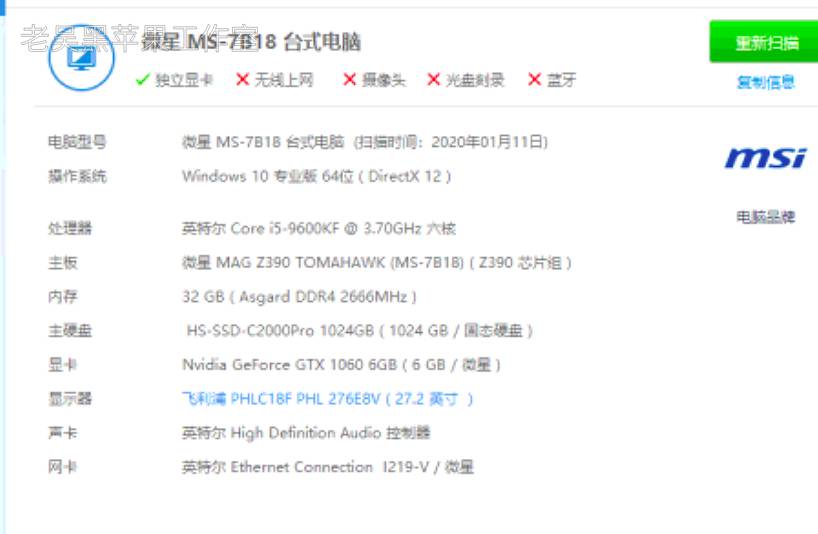 老吴黑苹果工作室
微星 MS-7B18 台式电脑
重新扫描
独立显卡 无线上网 摄像头 光盘刻录 蓝牙
复制信息
电脑型号 微星 MS-7B18 台式电脑 (扫描时间：2020年01月11日)
msi
操作系统 Windows 10 专业版 64位 ( DirectX 12 )
电脑品牌
处理器 英特尔 Core i5-9600KF @ 3.70GHz 六核
主板 微星 MAG Z390 TOMAHAWK (MS-7B18) ( Z390 芯片组 )
内存 32 GB ( Asgard DDR4 2666MHz )
主硬盘 HS-SSD-C2000Pro 1024GB ( 1024 GB / 固态硬盘 )
显卡 Nvidia GeForce GTX 1060 6GB ( 6 GB / 微星 )
显示器 飞利浦 PHLC18F PHL 276E8V ( 27.2 英寸 )
声卡 英特尔 High Definition Audio 控制器
网卡 英特尔 Ethernet Connection I219-V / 微星